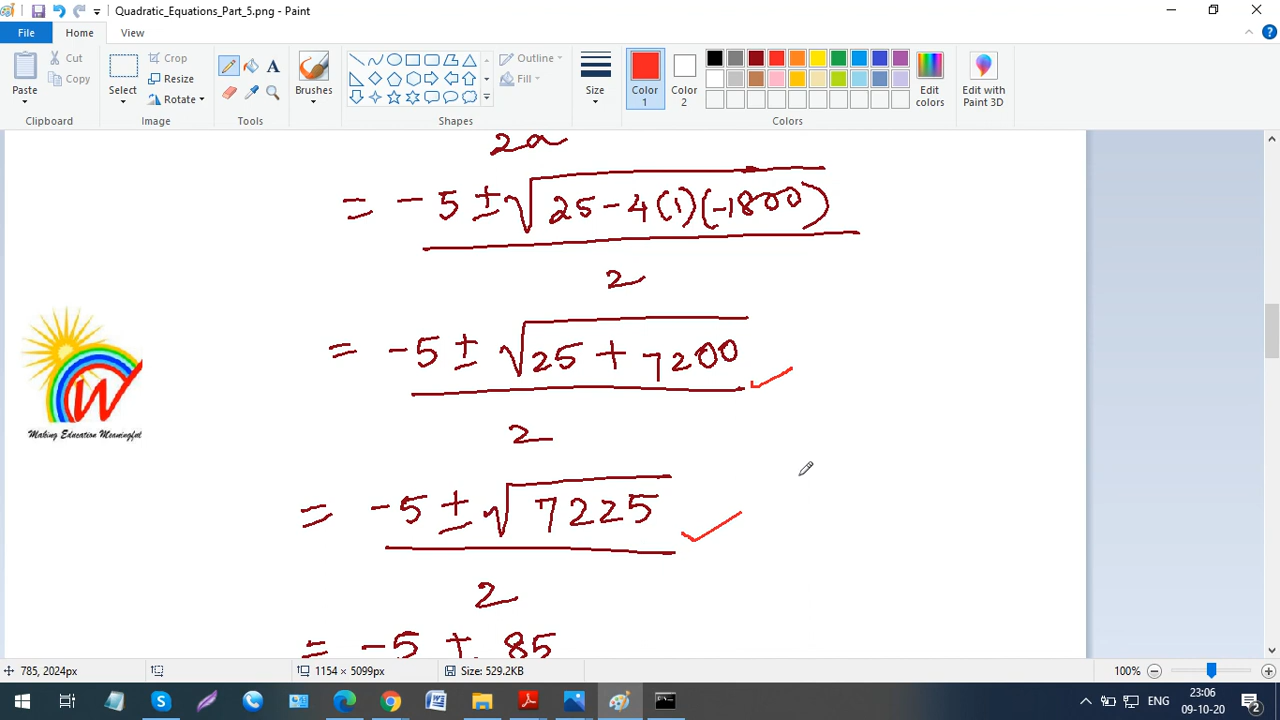 Quadratic_Equations_Part_5.png - Paint
File Home View
Paste Cut Copy
Select Crop Resize Rotate
A
Brushes
Outline Fill
Size
Color 1 Color 2
Edit colors
Edit with Paint 3D
Clipboard Image Tools Shapes Colors
2a
= -5 ± √25 - 4(1)(-1800)
2
= -5 ± √25 + 7200
2
= -5 ± √7225
2
= -5 ± 85
W
Making Education Meaningful
785, 2024px 1154 × 5099px Size: 529.2KB 100%
ENG 23:06 09-10-20 2